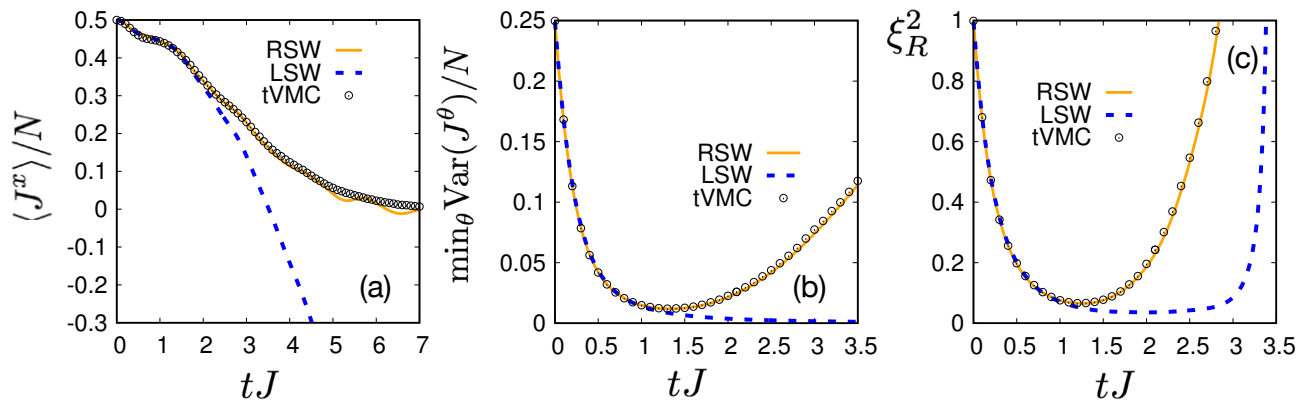 ⟨J^x⟩/N
0.5
0.4
0.3
0.2
0.1
0
-0.1
-0.2
-0.3
RSW
LSW
tVMC
(a)
0 1 2 3 4 5 6 7
tJ
min_θ Var(J^θ)/N
0.25
0.2
0.15
0.1
0.05
0
RSW
LSW
tVMC
(b)
0 0.5 1 1.5 2 2.5 3 3.5
tJ
ξ_R^2
1
0.8
0.6
0.4
0.2
0
RSW
LSW
tVMC
(c)
0 0.5 1 1.5 2 2.5 3 3.5
tJ